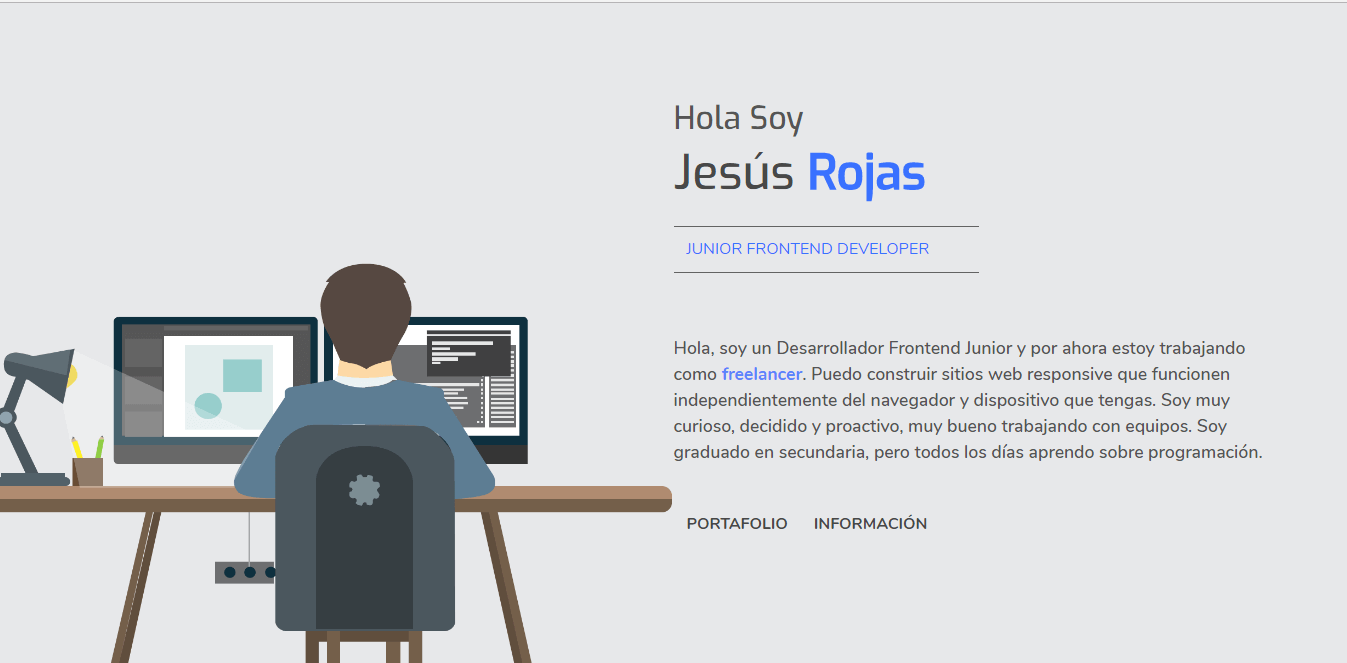 Hola Soy
Jesús Rojas
JUNIOR FRONTEND DEVELOPER
Hola, soy un Desarrollador Frontend Junior y por ahora estoy trabajando
como freelancer. Puedo construir sitios web responsive que funcionen
independientemente del navegador y dispositivo que tengas. Soy muy
curioso, decidido y proactivo, muy bueno trabajando con equipos. Soy
graduado en secundaria, pero todos los días aprendo sobre programación.
PORTAFOLIO INFORMACIÓN